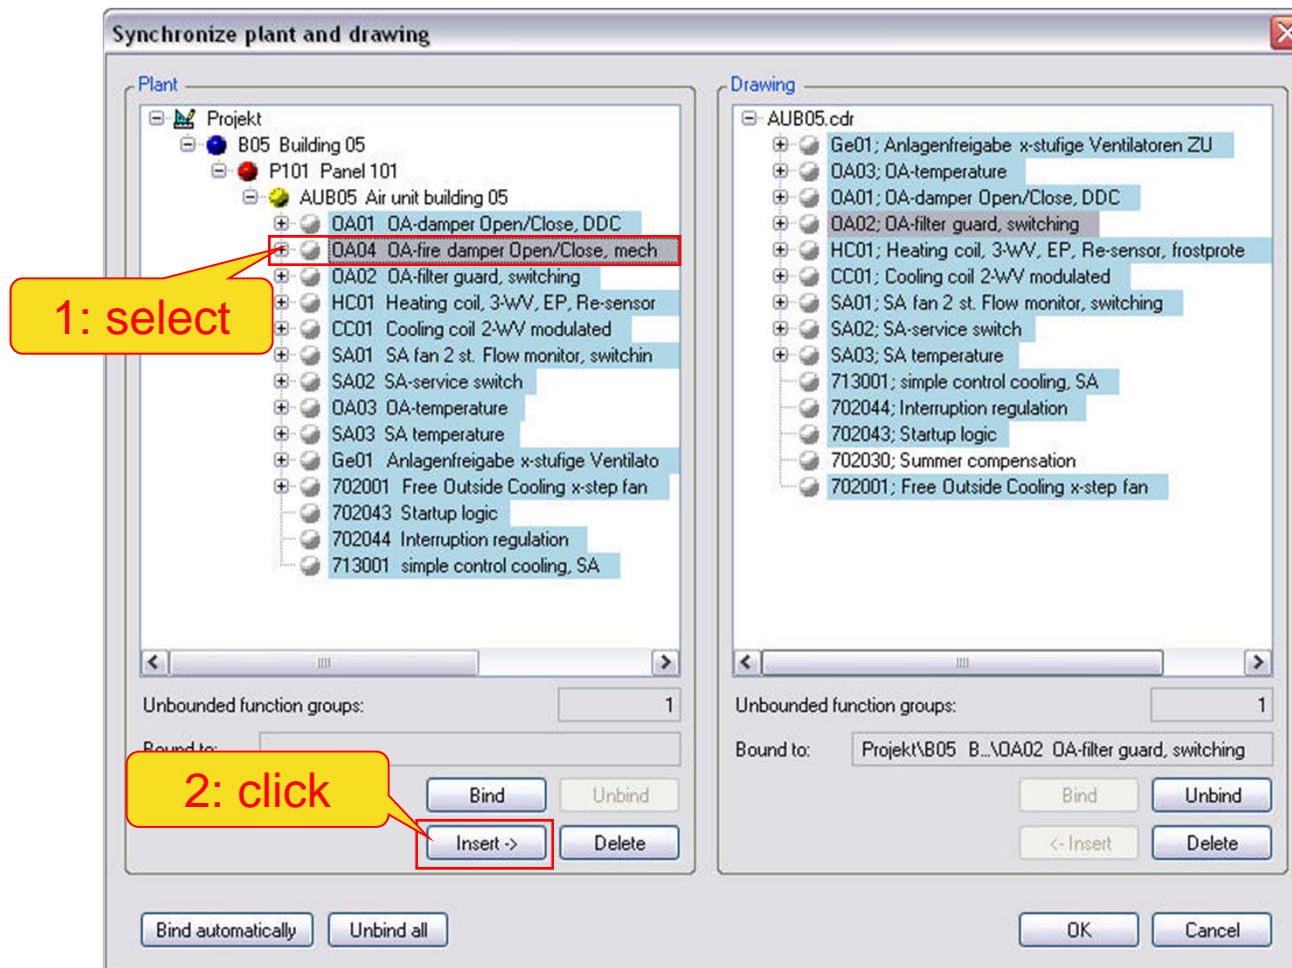 Synchronize plant and drawing
Plant
Projekt
B05 Building 05
P101 Panel 101
AUB05 Air unit building 05
OA01 OA-damper Open/Close, DDC
OA04 OA-fire damper Open/Close, mech
OA02 OA-filter guard, switching
HC01 Heating coil, 3-WV, EP, Re-sensor
CC01 Cooling coil 2-WV modulated
SA01 SA fan 2 st. Flow monitor, switchin
SA02 SA-service switch
OA03 OA-temperature
SA03 SA temperature
Ge01 Anlagenfreigabe x-stufige Ventilato
702001 Free Outside Cooling x-step fan
702043 Startup logic
702044 Interruption regulation
713001 simple control cooling, SA
1: select
Unbounded function groups: 1
Bound to:
2: click
Bind Unbind
Insert -> Delete
Drawing
AUB05.cdr
Ge01; Anlagenfreigabe x-stufige Ventilatoren ZU
OA03; OA-temperature
OA01; OA-damper Open/Close, DDC
OA02; OA-filter guard, switching
HC01; Heating coil, 3-WV, EP, Re-sensor, frostprote
CC01; Cooling coil 2-WV modulated
SA01; SA fan 2 st. Flow monitor, switching
SA02; SA-service switch
SA03; SA temperature
713001; simple control cooling, SA
702044; Interruption regulation
702043; Startup logic
702030; Summer compensation
702001; Free Outside Cooling x-step fan
Unbounded function groups: 1
Bound to: Projekt\B05 B...\OA02 OA-filter guard, switching
Bind Unbind
<- Insert Delete
Bind automatically Unbind all OK Cancel